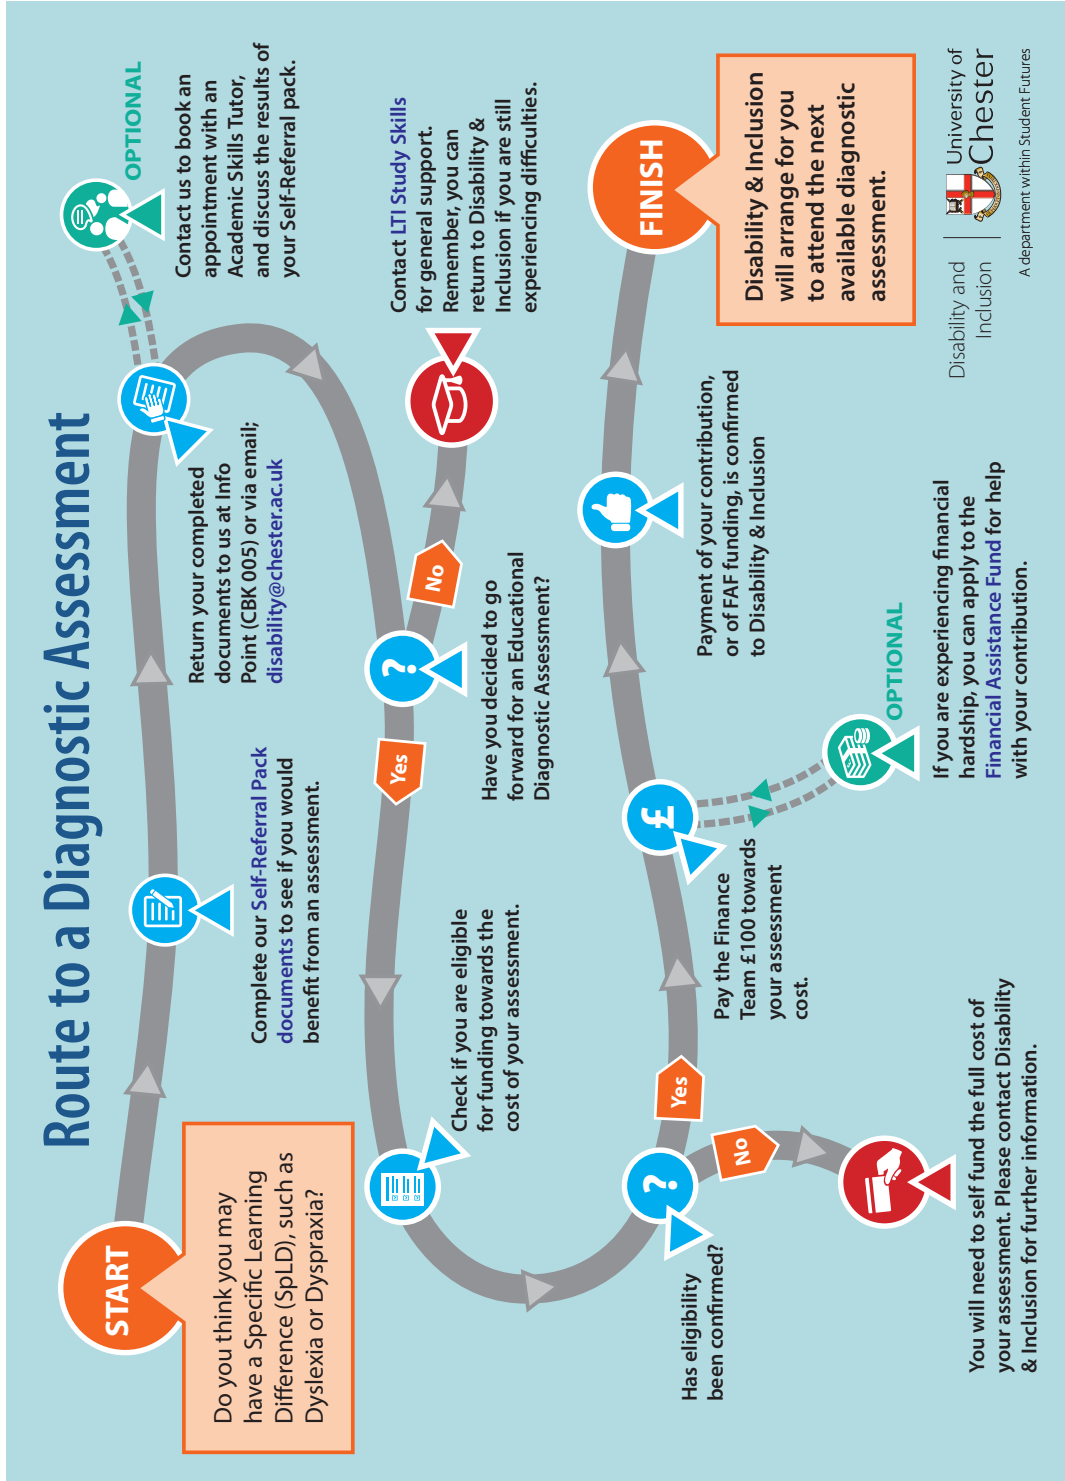 Route to a Diagnostic Assessment
START
Do you think you may
have a Specific Learning
Difference (SpLD), such as
Dyslexia or Dyspraxia?
Complete our Self-Referral Pack
documents to see if you would
benefit from an assessment.
Return your completed
documents to us at Info
Point (CBK 005) or via email;
disability@chester.ac.uk
OPTIONAL
Contact us to book an
appointment with an
Academic Skills Tutor,
and discuss the results of
your Self-Referral pack.
?
Have you decided to go
forward for an Educational
Diagnostic Assessment?
No
Contact LTI Study Skills
for general support.
Remember, you can
return to Disability &
Inclusion if you are still
experiencing difficulties.
Yes
Check if you are eligible
for funding towards the
cost of your assessment.
?
Has eligibility
been confirmed?
No
You will need to self fund the full cost of
your assessment. Please contact Disability
& Inclusion for further information.
Yes
£
Pay the Finance
Team £100 towards
your assessment
cost.
OPTIONAL
If you are experiencing financial
hardship, you can apply to the
Financial Assistance Fund for help
with your contribution.
Payment of your contribution,
or of FAF funding, is confirmed
to Disability & Inclusion
FINISH
Disability & Inclusion
will arrange for you
to attend the next
available diagnostic
assessment.
Disability and
Inclusion
University of
Chester
A department within Student Futures